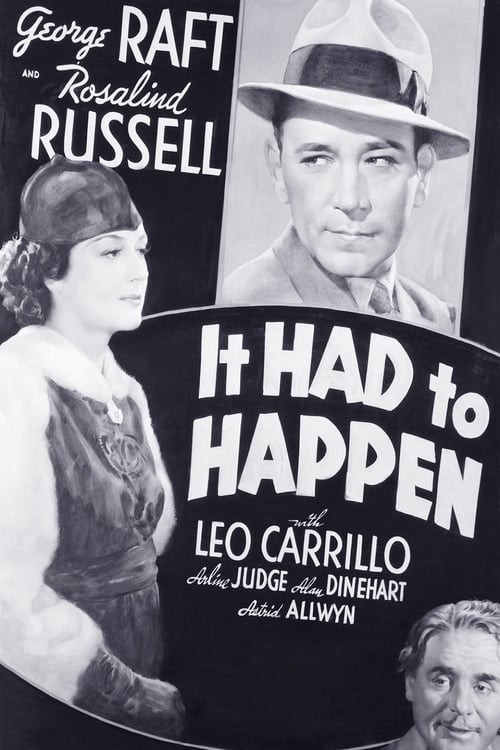 George RAFT
AND Rosalind
RUSSELL
It HAD to
HAPPEN
with
LEO CARRILLO
Arline JUDGE Alan DINEHART
Astrid ALLWYN